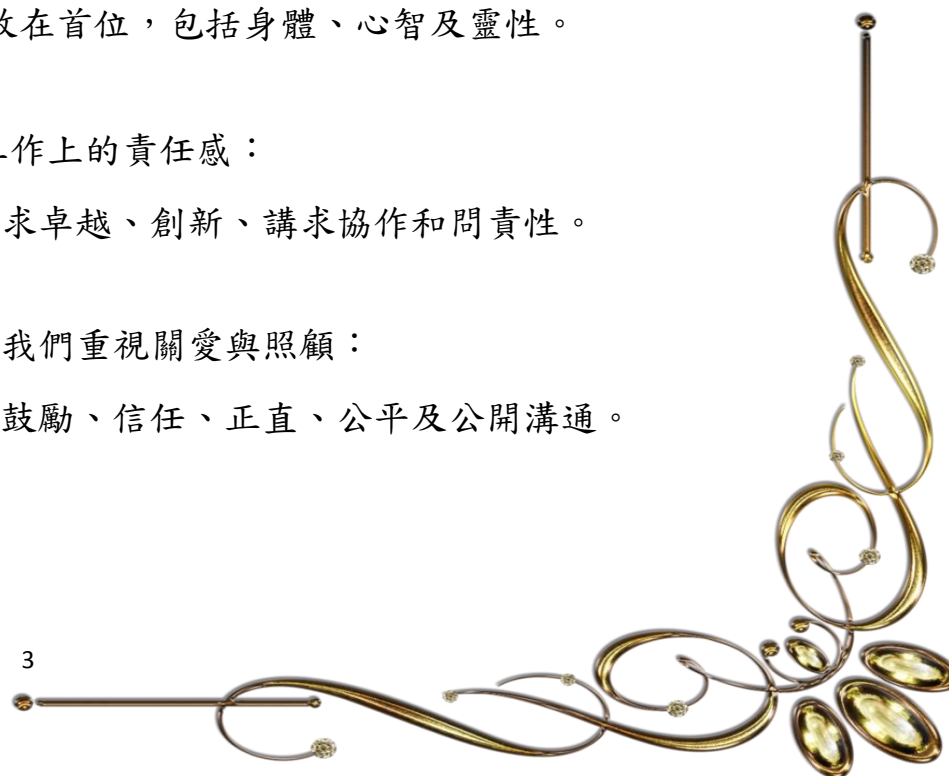 放在首位，包括身體、心智及靈性。
工作上的責任感：
求卓越、創新、講求協作和問責性。
我們重視關愛與照顧：
鼓勵、信任、正直、公平及公開溝通。
3